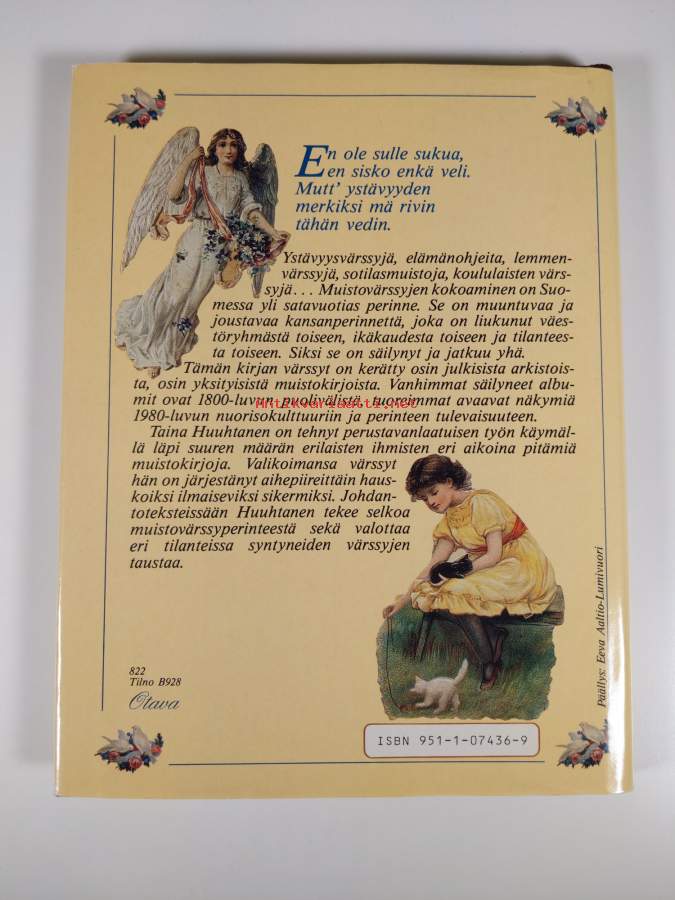 En ole sulle sukua,
en sisko enkä veli.
Mutt' ystävyyden
merkiksi mä rivin
tähän vedin.
Ystävyysvärssyjä, elämänohjeita, lemmen-
värssyjä, sotilasmuistoja, koululaisten värs-
syjä... Muistovärssyjen kokoaminen on Suo-
messa yli satavuotias perinne. Se on muuntuvaa ja
joustavaa kansanperinnettä, joka on liukunut väes-
töryhmästä toiseen, ikäkaudesta toiseen ja tilantees-
ta toiseen. Siksi se on säilynyt ja jatkuu yhä.
Tämän kirjan värssyt on kerätty osin julkisista arkistois-
ta, osin yksityisistä muistokirjoista. Vanhimmat säilyneet albu-
mit ovat 1800-luvun puolivälistä, tuoreimmat avaavat näkymiä
Antikvariaatti.net
1980-luvun nuorisokulttuuriin ja perinteen tulevaisuuteen.
Taina Huuhtanen on tehnyt perustavanlaatuisen työn käymäl-
lä läpi suuren määrän erilaisten ihmisten eri aikoina pitämiä
muistokirjoja. Valikoimansa värssyt
hän on järjestänyt aihepiireittäin haus-
koiksi ilmaiseviksi sikermiksi. Johdan-
toteksteissään Huuhtanen tekee selkoa
muistovärssyperinteestä sekä valottaa
eri tilanteissa syntyneiden värssyjen
taustaa.
822
Tilno B928
Otava
ISBN 951-1-07436-9
Päällys: Eeva Aaltio-Lumivuori